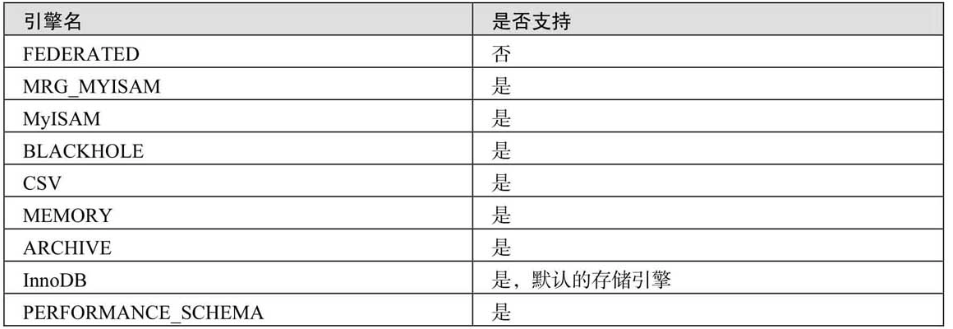 引擎名 是否支持
FEDERATED 否
MRG_MYISAM 是
MyISAM 是
BLACKHOLE 是
CSV 是
MEMORY 是
ARCHIVE 是
InnoDB 是，默认的存储引擎
PERFORMANCE_SCHEMA 是